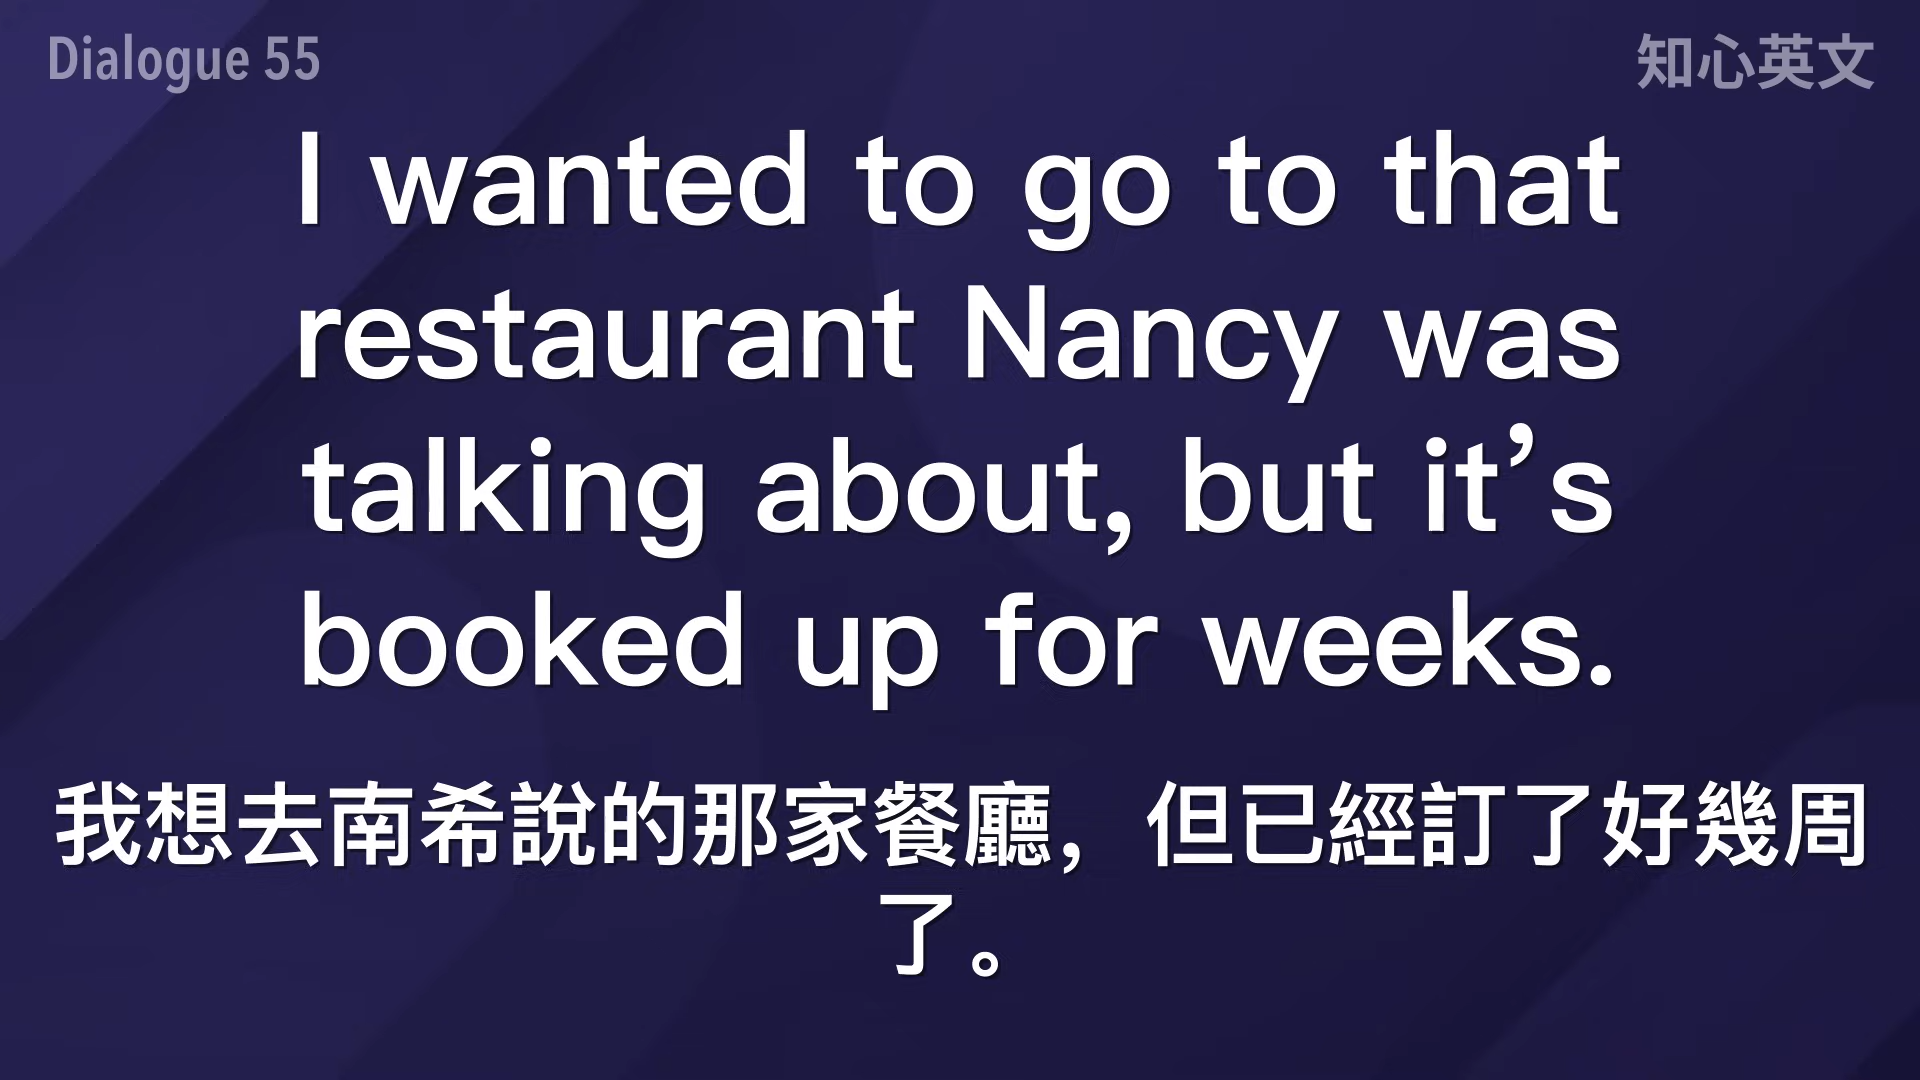 Dialogue 55
知心英文
I wanted to go to that
restaurant Nancy was
talking about, but it’s
booked up for weeks.
我想去南希說的那家餐廳，但已經訂了好幾周
了。